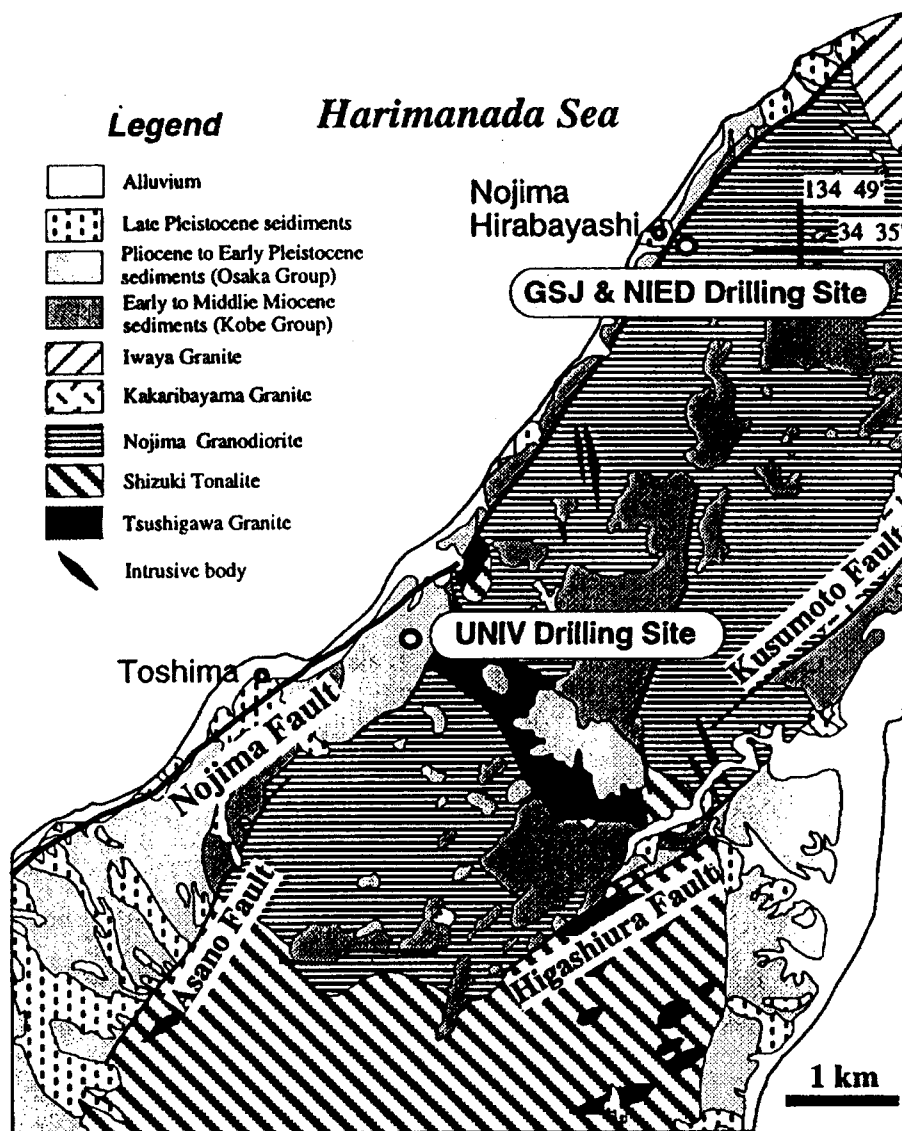 Harimanada Sea
Legend
Alluvium
Late Pleistocene seidiments
Pliocene to Early Pleistocene
sediments (Osaka Group)
Early to Middlie Miocene
sediments (Kobe Group)
Iwaya Granite
Kakaribayama Granite
Nojima Granodiorite
Shizuki Tonalite
Tsushigawa Granite
Intrusive body
134 49'
34 35'
Nojima
Hirabayashi
GSJ & NIED Drilling Site
UNIV Drilling Site
Toshima
Nojima Fault
Kusumoto Fault
Asano Fault
Higashiura Fault
1 km